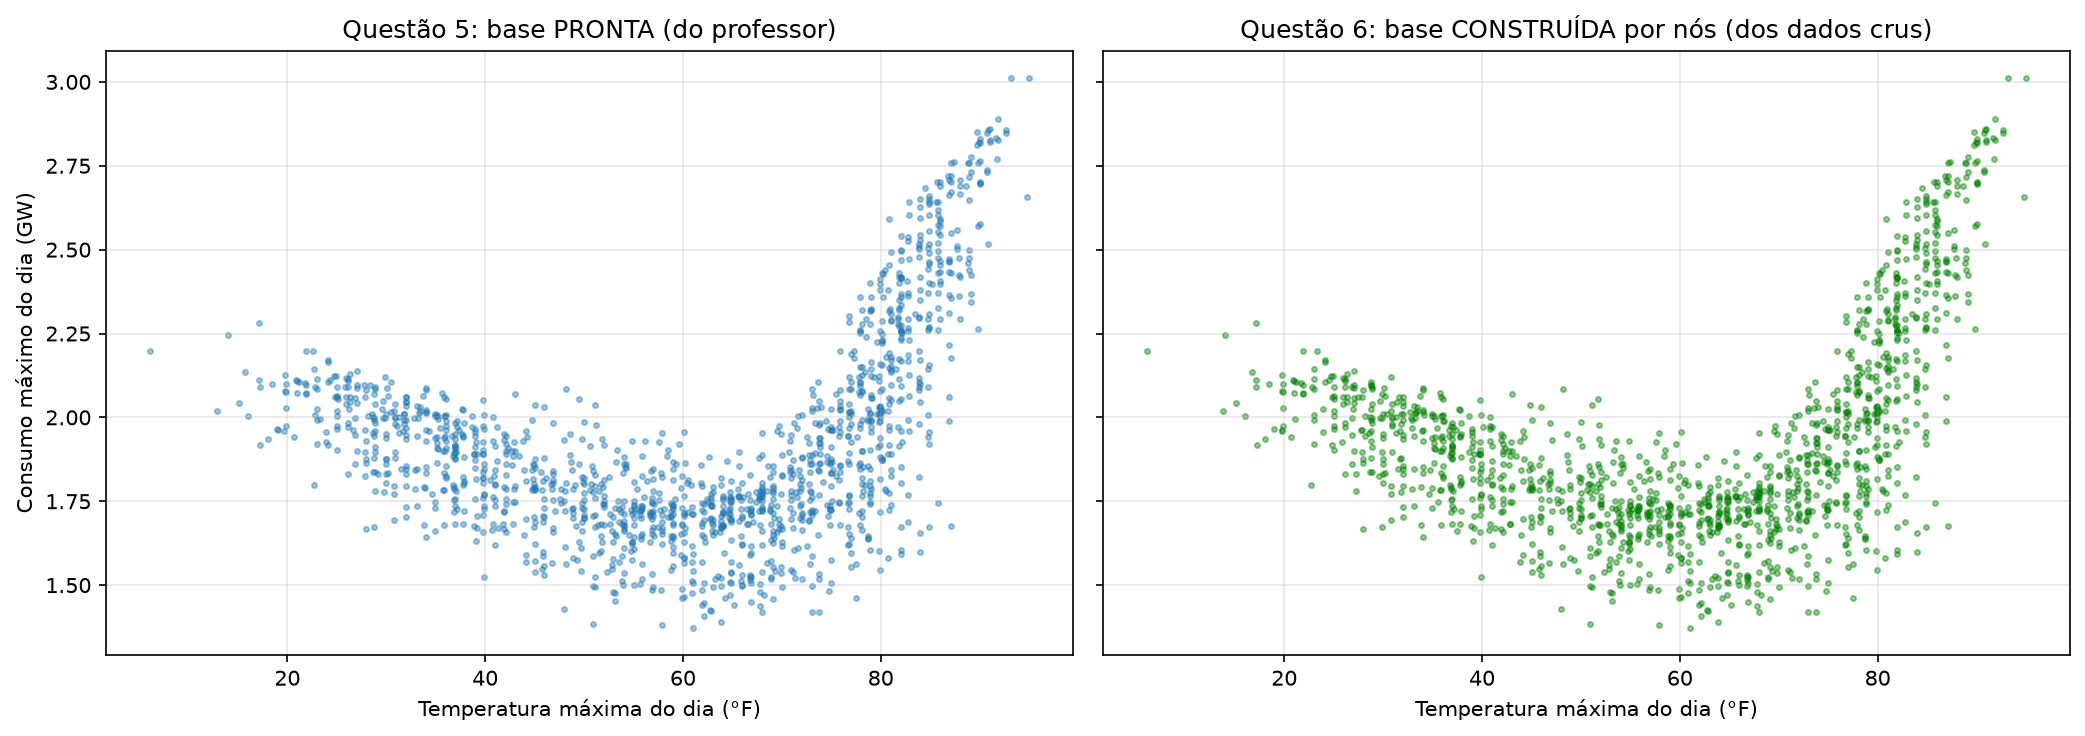 Questão 5: base PRONTA (do professor)
Questão 6: base CONSTRUÍDA por nós (dos dados crus)
Consumo máximo do dia (GW)
3.00
2.75
2.50
2.25
2.00
1.75
1.50
20 40 60 80
20 40 60 80
Temperatura máxima do dia (°F)
Temperatura máxima do dia (°F)